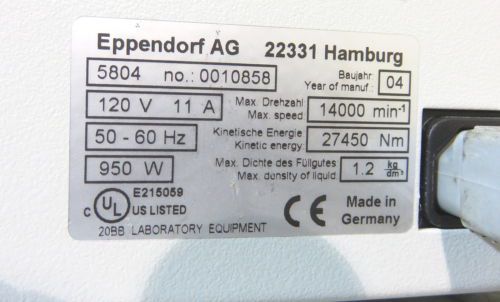 Eppendorf AG 22331 Hamburg
5804 no.: 0010858 Baujahr: Year of manuf.: 04
120 V 11 A Max. Drehzahl Max. speed: 14000 min⁻¹
50 - 60 Hz Kinetische Energie Kinetic energy: 27450 Nm
950 W Max. Dichte des Füllgutes Max. density of liquid: 1.2 kg/dm³
E215059
C UL US LISTED CE Made in Germany
20BB LABORATORY EQUIPMENT